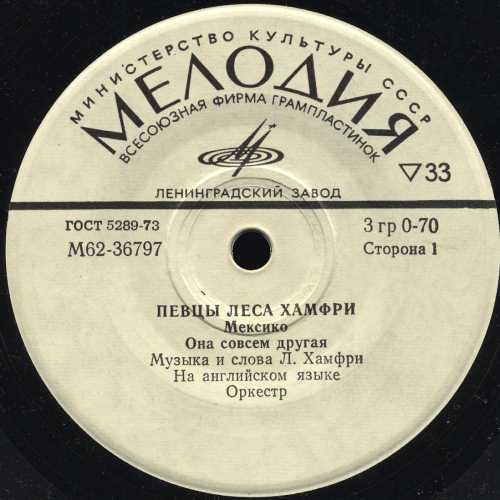 МИНИСТЕРСТВО КУЛЬТУРЫ СССР
МЕЛОДИЯ
ВСЕСОЮЗНАЯ ФИРМА ГРАМПЛАСТИНОК
▽33
ЛЕНИНГРАДСКИЙ ЗАВОД
ГОСТ 5289-73
3 гр 0-70
М62-36797
Сторона 1
ПЕВЦЫ ЛЕСА ХАМФРИ
Мексико
Она совсем другая
Музыка и слова Л. Хамфри
На английском языке
Оркестр